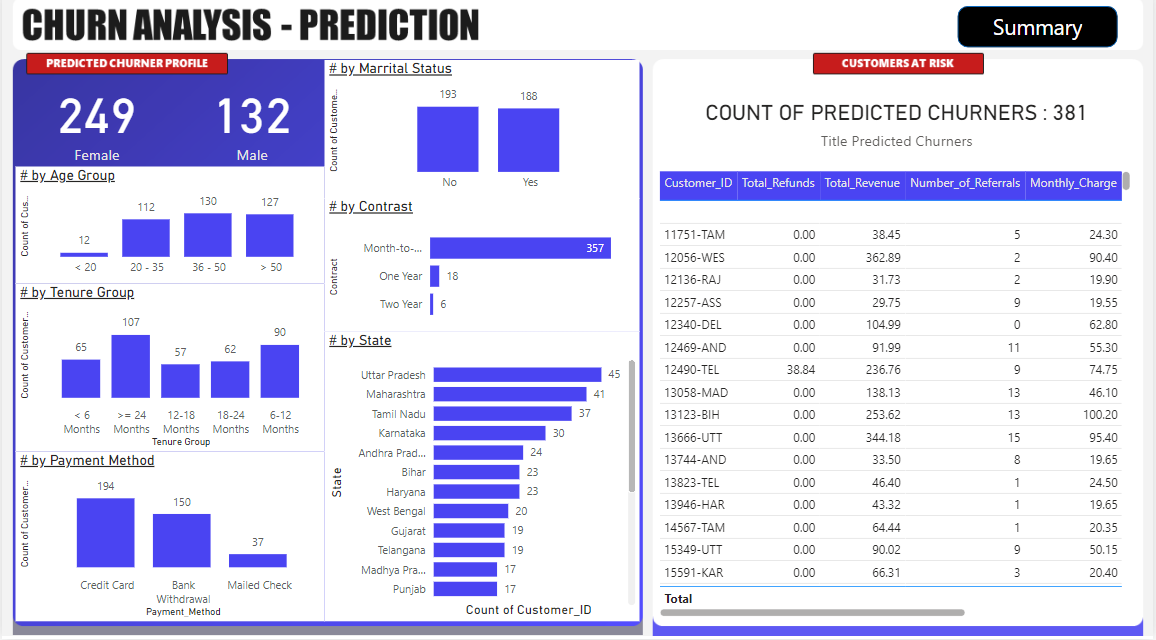 CHURN ANALYSIS - PREDICTION
Summary
PREDICTED CHURNER PROFILE
249
132
Female
Male
# by Age Group
Count of Cus...
12
112
130
127
< 20
20 - 35
36 - 50
> 50
# by Tenure Group
Count of Customer...
65
107
57
62
90
< 6 Months
>= 24 Months
12-18 Months
18-24 Months
6-12 Months
Tenure Group
# by Payment Method
Count of Customer...
194
150
37
Credit Card
Bank Withdrawal
Mailed Check
Payment_Method
# by Marrital Status
Count of Custome...
193
188
No
Yes
# by Contrast
Contract
Month-to-... 357
One Year 18
Two Year 6
# by State
State
Uttar Pradesh 45
Maharashtra 41
Tamil Nadu 37
Karnataka 30
Andhra Prad... 24
Bihar 23
Haryana 23
West Bengal 20
Gujarat 19
Telangana 19
Madhya Pra... 17
Punjab 17
Count of Customer_ID
CUSTOMERS AT RISK
COUNT OF PREDICTED CHURNERS : 381
Title Predicted Churners
Customer_ID Total_Refunds Total_Revenue Number_of_Referrals Monthly_Charge
11751-TAM 0.00 38.45 5 24.30
12056-WES 0.00 362.89 2 90.40
12136-RAJ 0.00 31.73 2 19.90
12257-ASS 0.00 29.75 9 19.55
12340-DEL 0.00 104.99 0 62.80
12469-AND 0.00 91.99 11 55.30
12490-TEL 38.84 236.76 9 74.75
13058-MAD 0.00 138.13 13 46.10
13123-BIH 0.00 253.62 13 100.20
13666-UTT 0.00 344.18 15 95.40
13744-AND 0.00 33.50 8 19.65
13823-TEL 0.00 46.40 1 24.50
13946-HAR 0.00 43.32 1 19.65
14567-TAM 0.00 64.44 1 20.35
15349-UTT 0.00 90.02 9 50.15
15591-KAR 0.00 66.31 3 20.40
Total